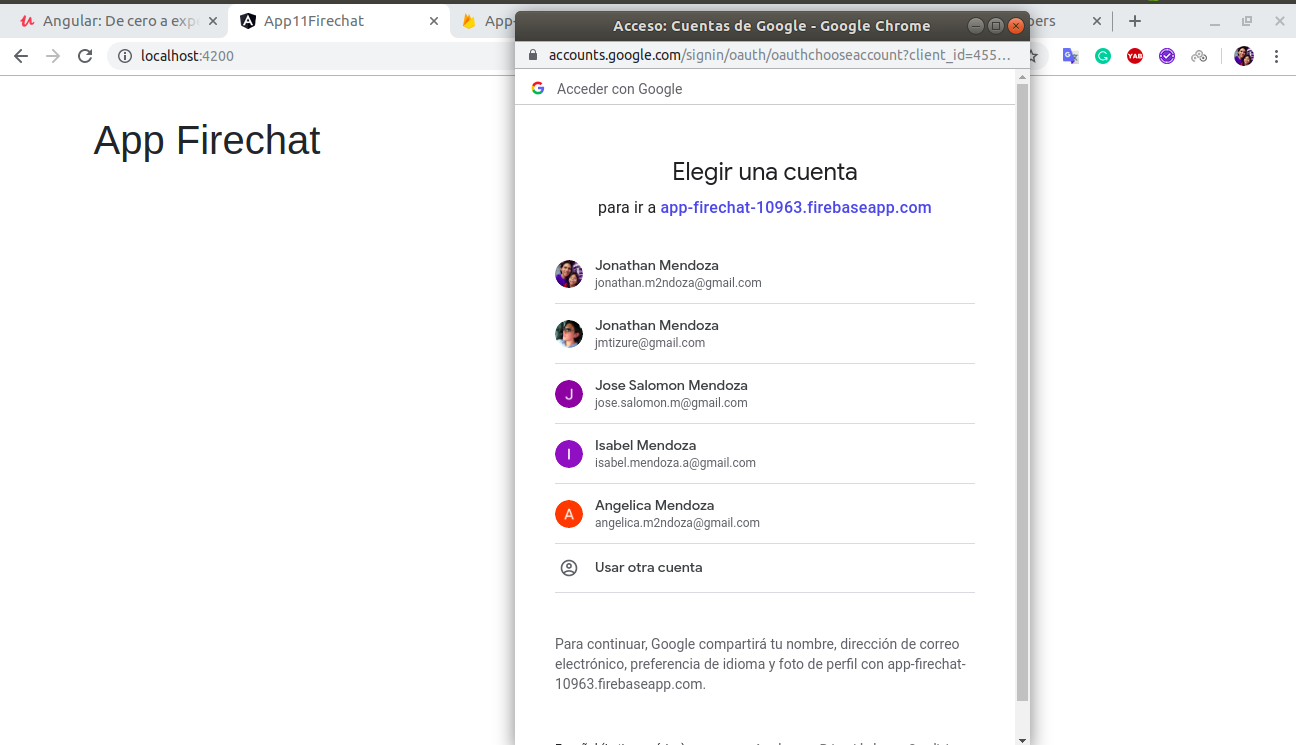 Angular: De cero a expe
App11Firechat
App-
bers
Acceso: Cuentas de Google - Google Chrome
localhost:4200
accounts.google.com/signin/oauth/oauthchooseaccount?client_id=455...
YAB
Acceder con Google
App Firechat
Elegir una cuenta
para ir a app-firechat-10963.firebaseapp.com
Jonathan Mendoza
jonathan.m2ndoza@gmail.com
Jonathan Mendoza
jmtizure@gmail.com
J
Jose Salomon Mendoza
jose.salomon.m@gmail.com
I
Isabel Mendoza
isabel.mendoza.a@gmail.com
A
Angelica Mendoza
angelica.m2ndoza@gmail.com
Usar otra cuenta
Para continuar, Google compartirá tu nombre, dirección de correo
electrónico, preferencia de idioma y foto de perfil con app-firechat-
10963.firebaseapp.com.